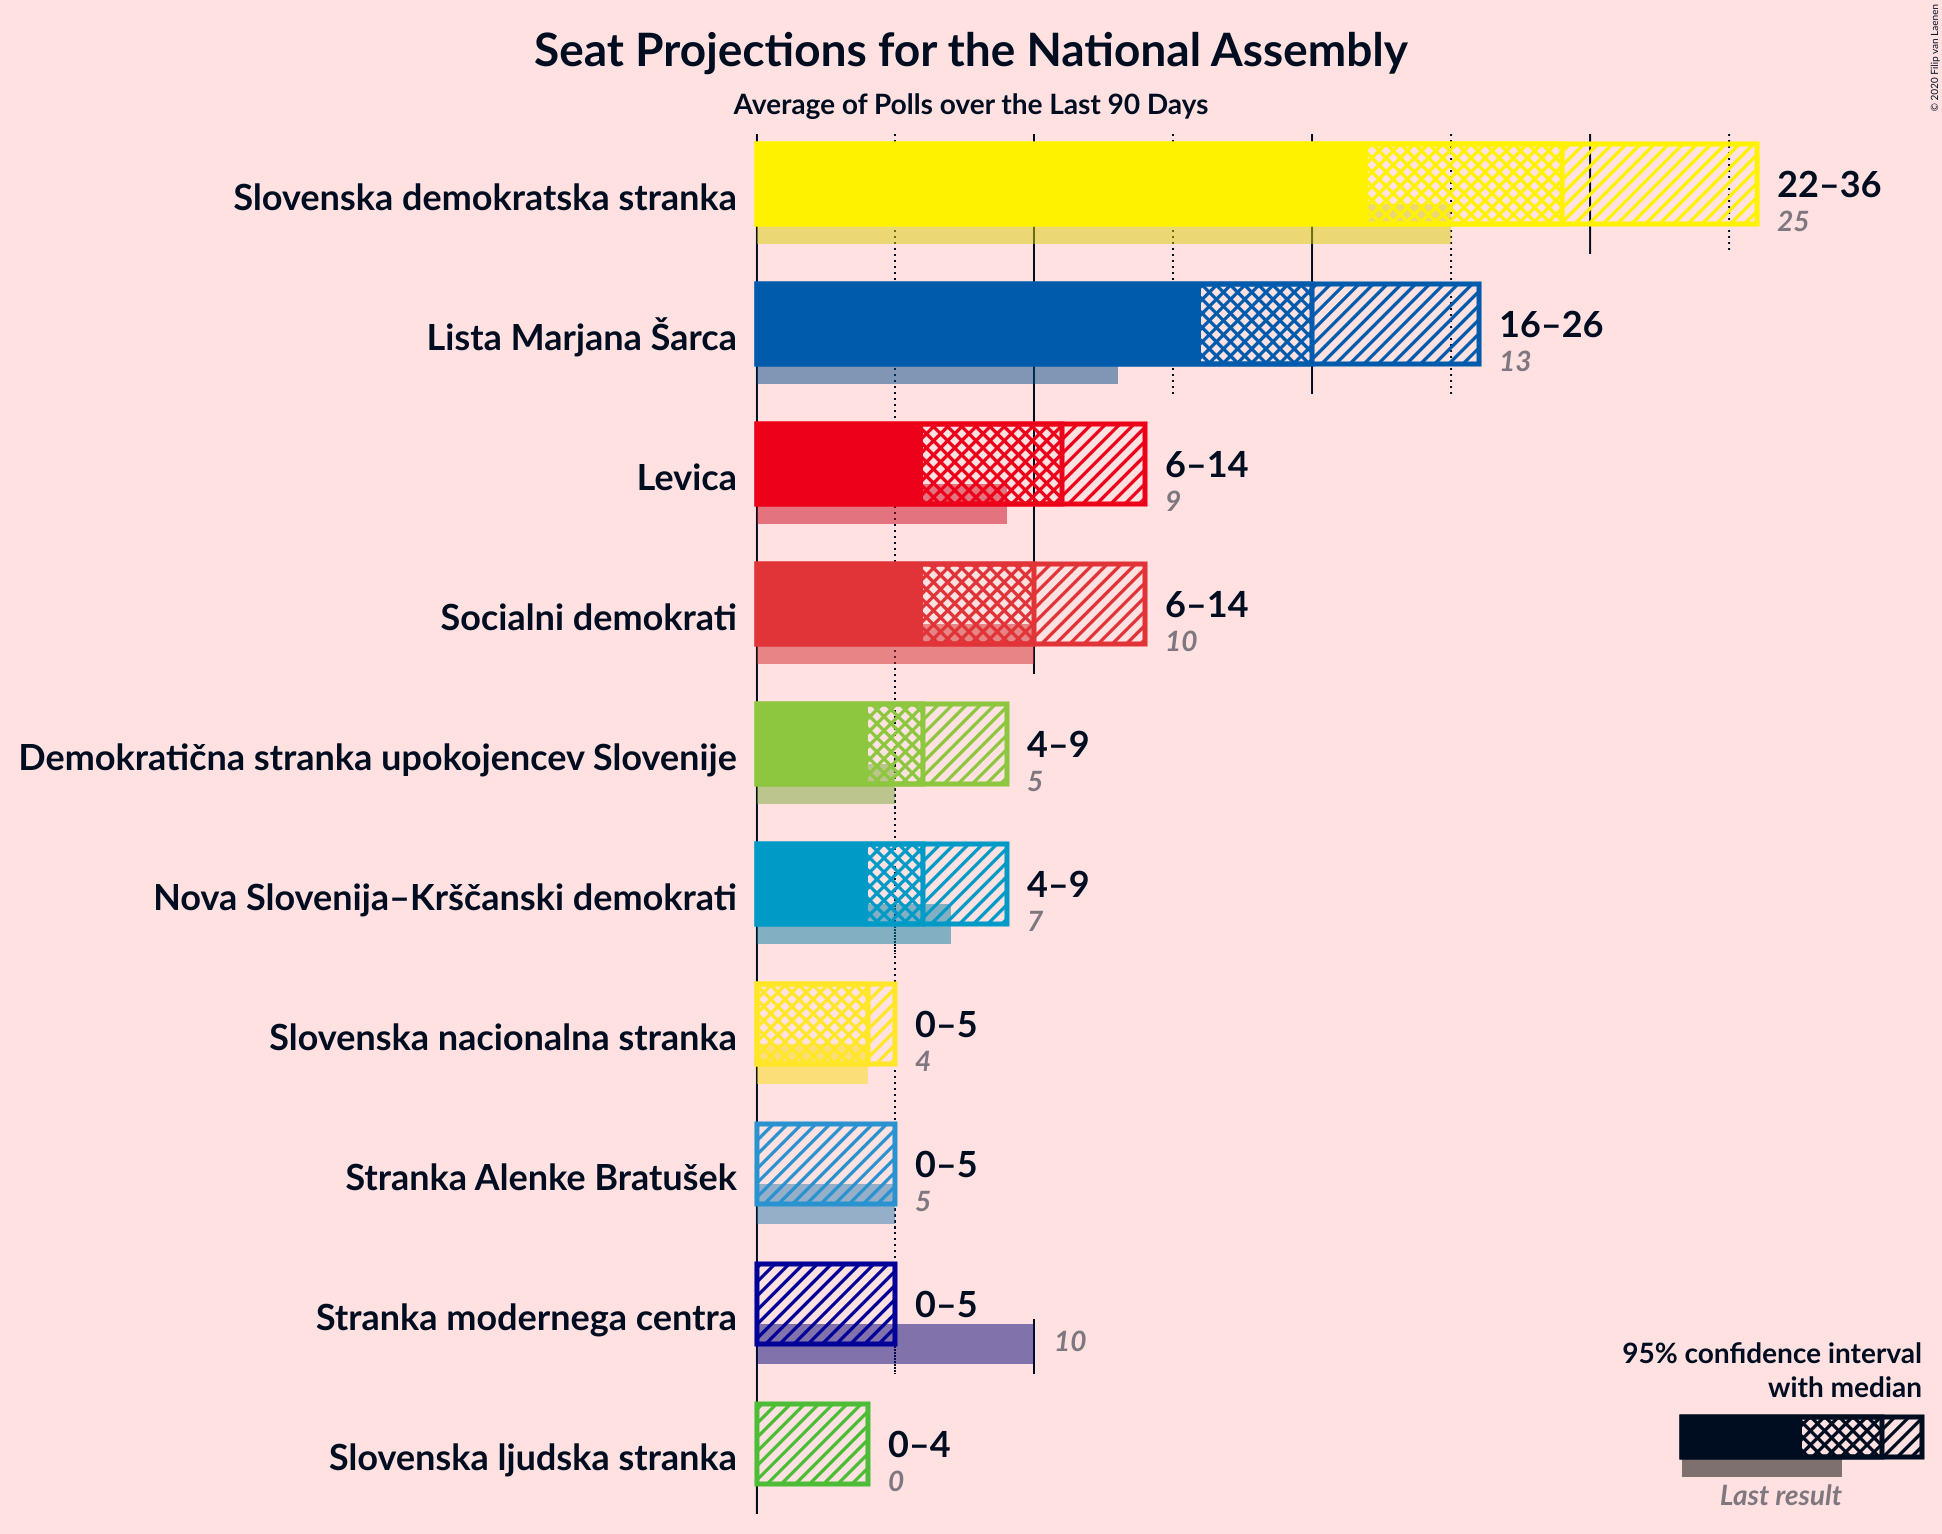 Seat Projections for the National Assembly
Average of Polls over the Last 90 Days
© 2020 Filip van Laenen
Slovenska demokratska stranka
22–36
25
Lista Marjana Šarca
16–26
13
Levica
6–14
9
Socialni demokrati
6–14
10
Demokratična stranka upokojencev Slovenije
4–9
5
Nova Slovenija–Krščanski demokrati
4–9
7
Slovenska nacionalna stranka
0–5
4
Stranka Alenke Bratušek
0–5
5
Stranka modernega centra
0–5
10
Slovenska ljudska stranka
0–4
0
95% confidence interval
with median
Last result